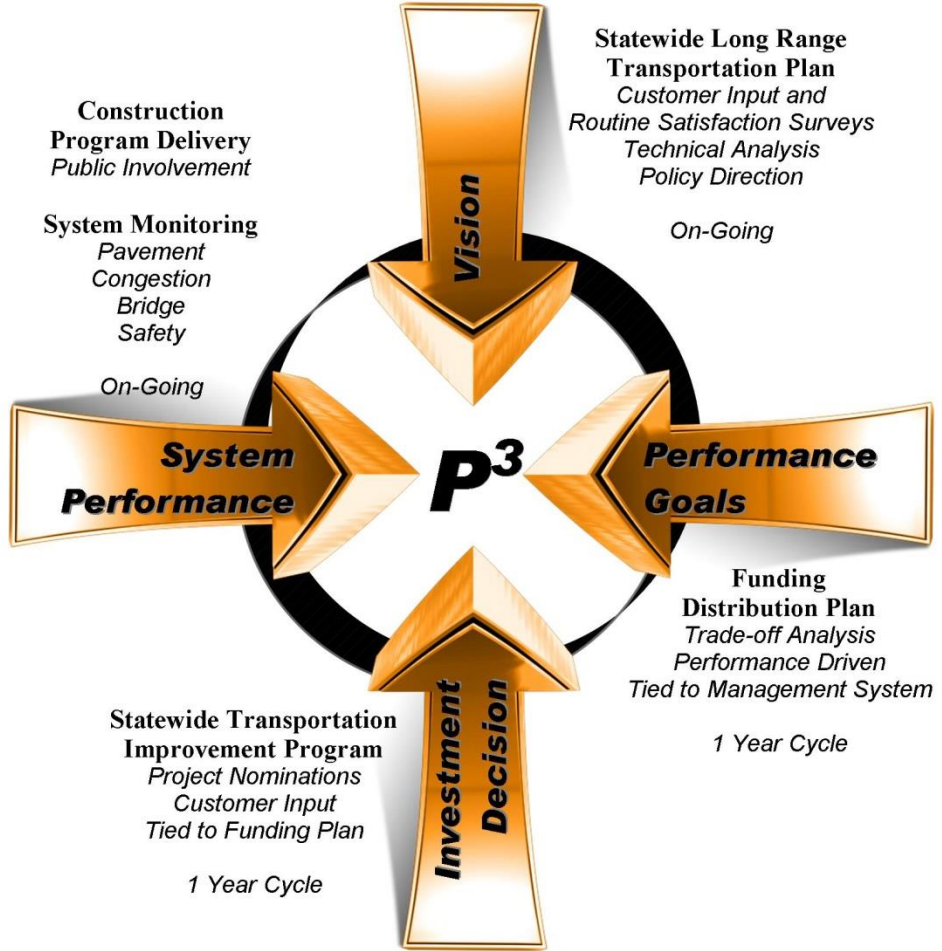 Statewide Long Range
Transportation Plan
Customer Input and
Routine Satisfaction Surveys
Technical Analysis
Policy Direction
On-Going
Construction
Program Delivery
Public Involvement
System Monitoring
Pavement
Congestion
Bridge
Safety
On-Going
Vision
System
Performance
P³
Performance
Goals
Funding
Distribution Plan
Trade-off Analysis
Performance Driven
Tied to Management System
1 Year Cycle
Investment
Decision
Statewide Transportation
Improvement Program
Project Nominations
Customer Input
Tied to Funding Plan
1 Year Cycle